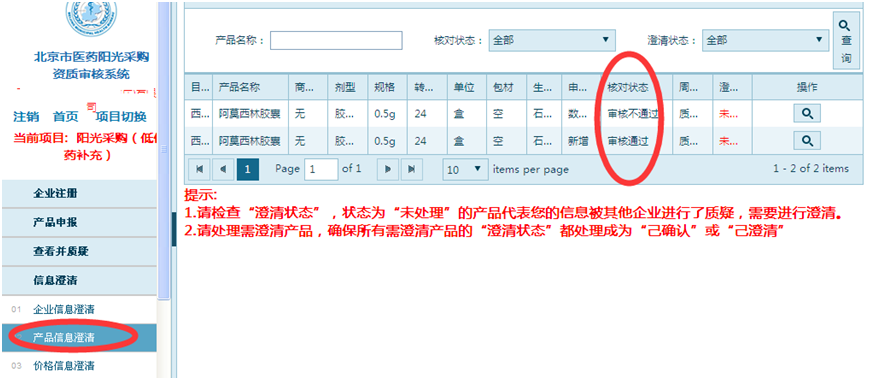 北京市医药阳光采购
资质审核系统
注销 首页 项目切换
当前项目: 阳光采购（低价
药补充）
企业注册
产品申报
查看并质疑
信息澄清
01 企业信息澄清
产品信息澄清
03 价格信息澄清
产品名称: 核对状态: 全部 澄清状态: 全部 查询
目... 产品名称 商... 剂型 规格 转... 单位 包材 生... 申... 核对状态 周... 澄... 操作
西... 阿莫西林胶囊 无 胶... 0.5g 24 盒 空 石... 数... 审核不通过 质... 未...
西... 阿莫西林胶囊 无 胶... 0.5g 24 盒 空 石... 新增 审核通过 质... 未...
1 Page 1 of 1 10 items per page 1 - 2 of 2 items
提示:
1.请检查“澄清状态”，状态为“未处理”的产品代表您的信息被其他企业进行了质疑，需要进行澄清。
2.请处理需澄清产品，确保所有需澄清产品的“澄清状态”都处理成为“己确认”或“己澄清”